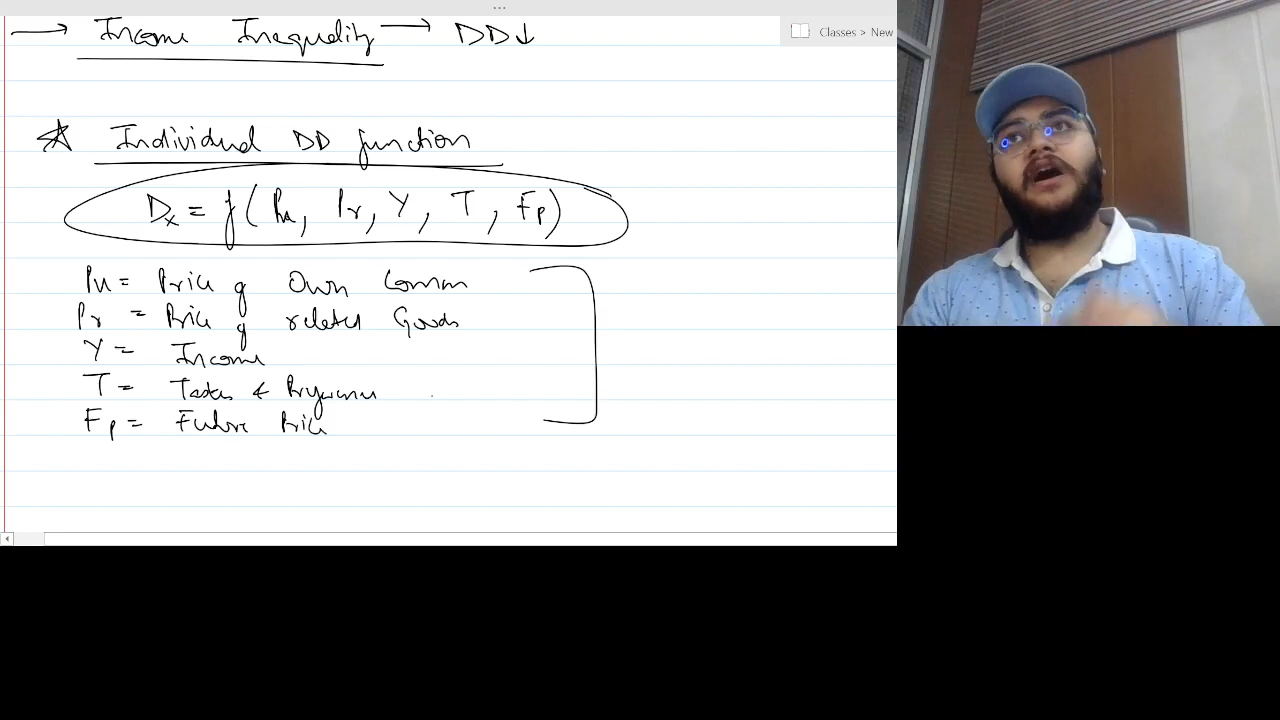 → Income Inequality → DD↓
Classes > New
☆ Individual DD function
Dx = f(Px, Pr, Y, T, Fp)
Px = Price of Own Comm
Pr = Price of related Goods
Y = Income
T = Tastes &
Fp = Future Price